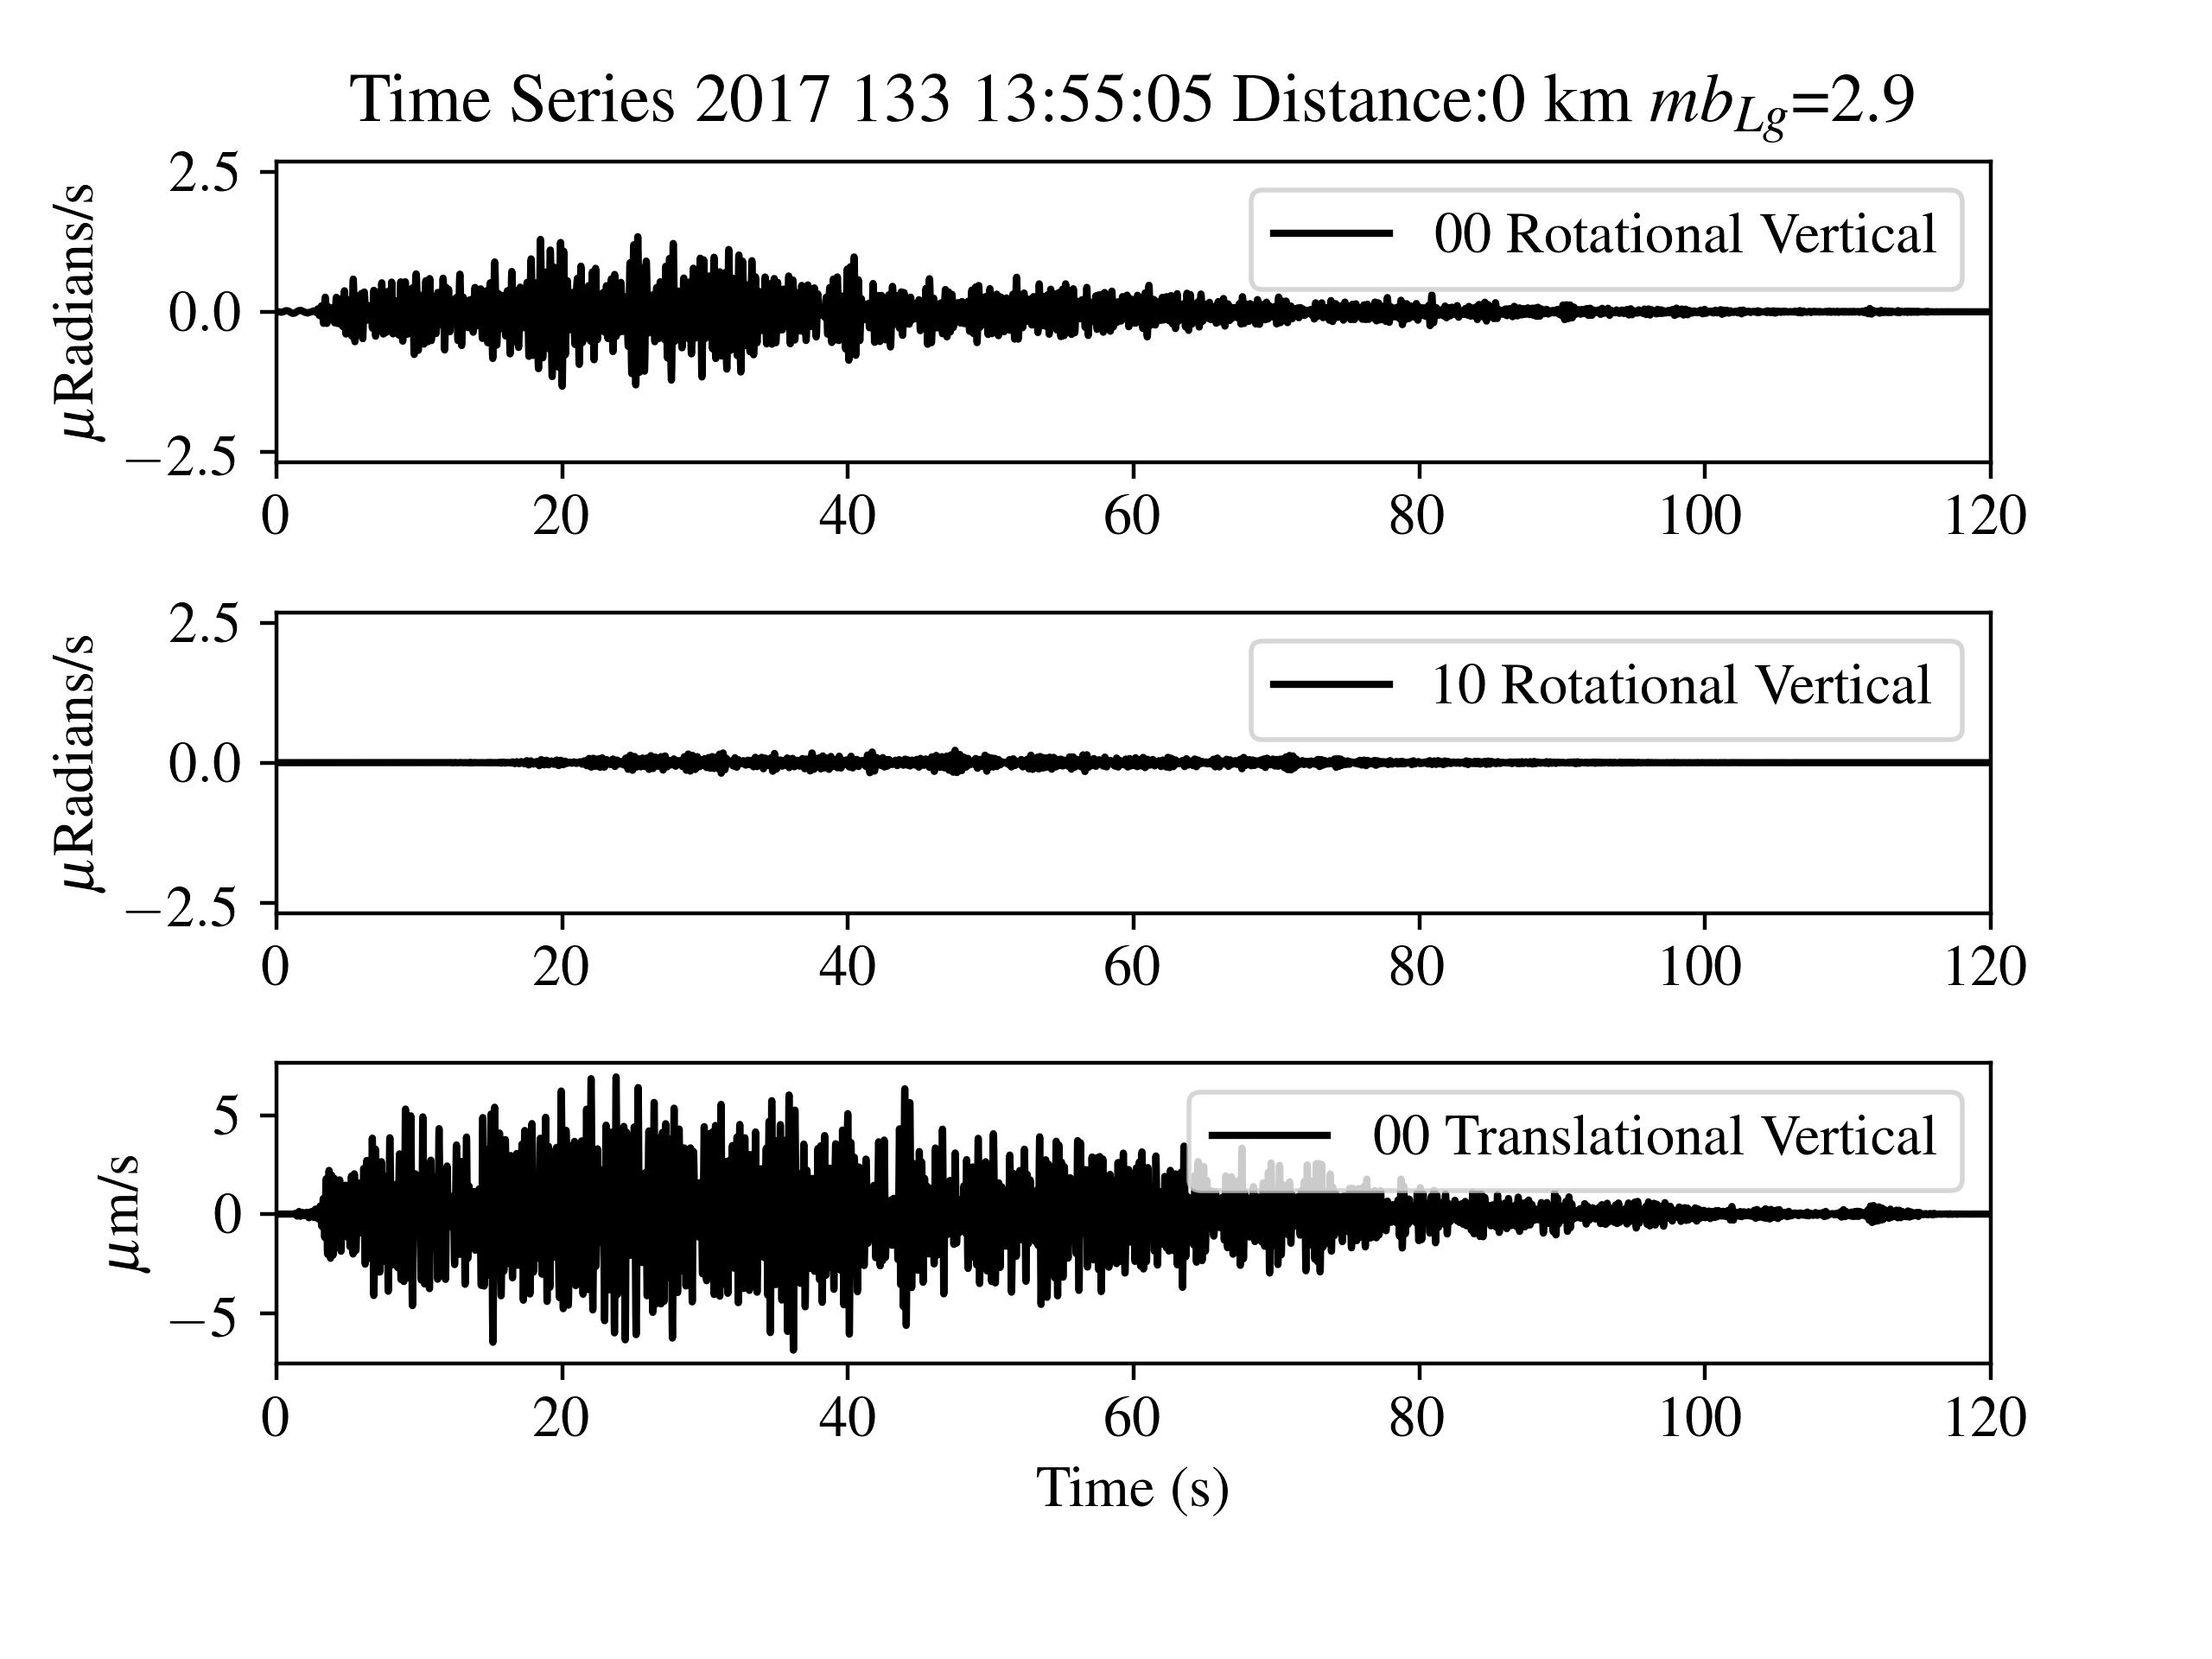 Time Series 2017 133 13:55:05 Distance:0 km mb_Lg=2.9
2.5
00 Rotational Vertical
0.0
−2.5
μRadians/s
0 20 40 60 80 100 120
2.5
10 Rotational Vertical
0.0
−2.5
μRadians/s
0 20 40 60 80 100 120
5
00 Translational Vertical
0
−5
μm/s
0 20 40 60 80 100 120
Time (s)